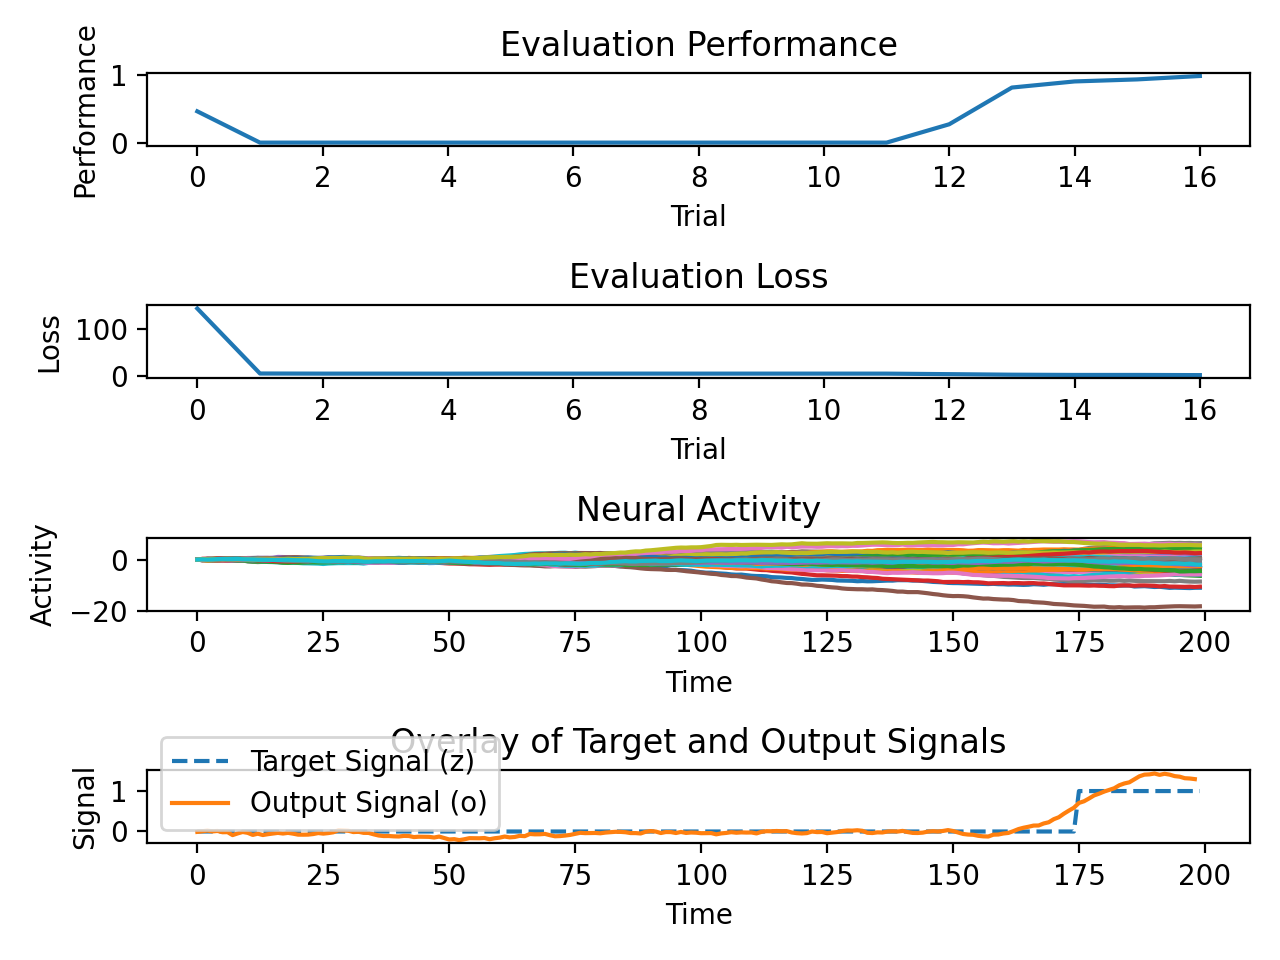 Evaluation Performance
Performance
1
0
0 2 4 6 8 10 12 14 16
Trial
Evaluation Loss
Loss
100
0
0 2 4 6 8 10 12 14 16
Trial
Neural Activity
Activity
0
−20
0 25 50 75 100 125 150 175 200
Time
Overlay of Target and Output Signals
Target Signal (z)
Output Signal (o)
Signal
1
0
0 25 50 75 100 125 150 175 200
Time